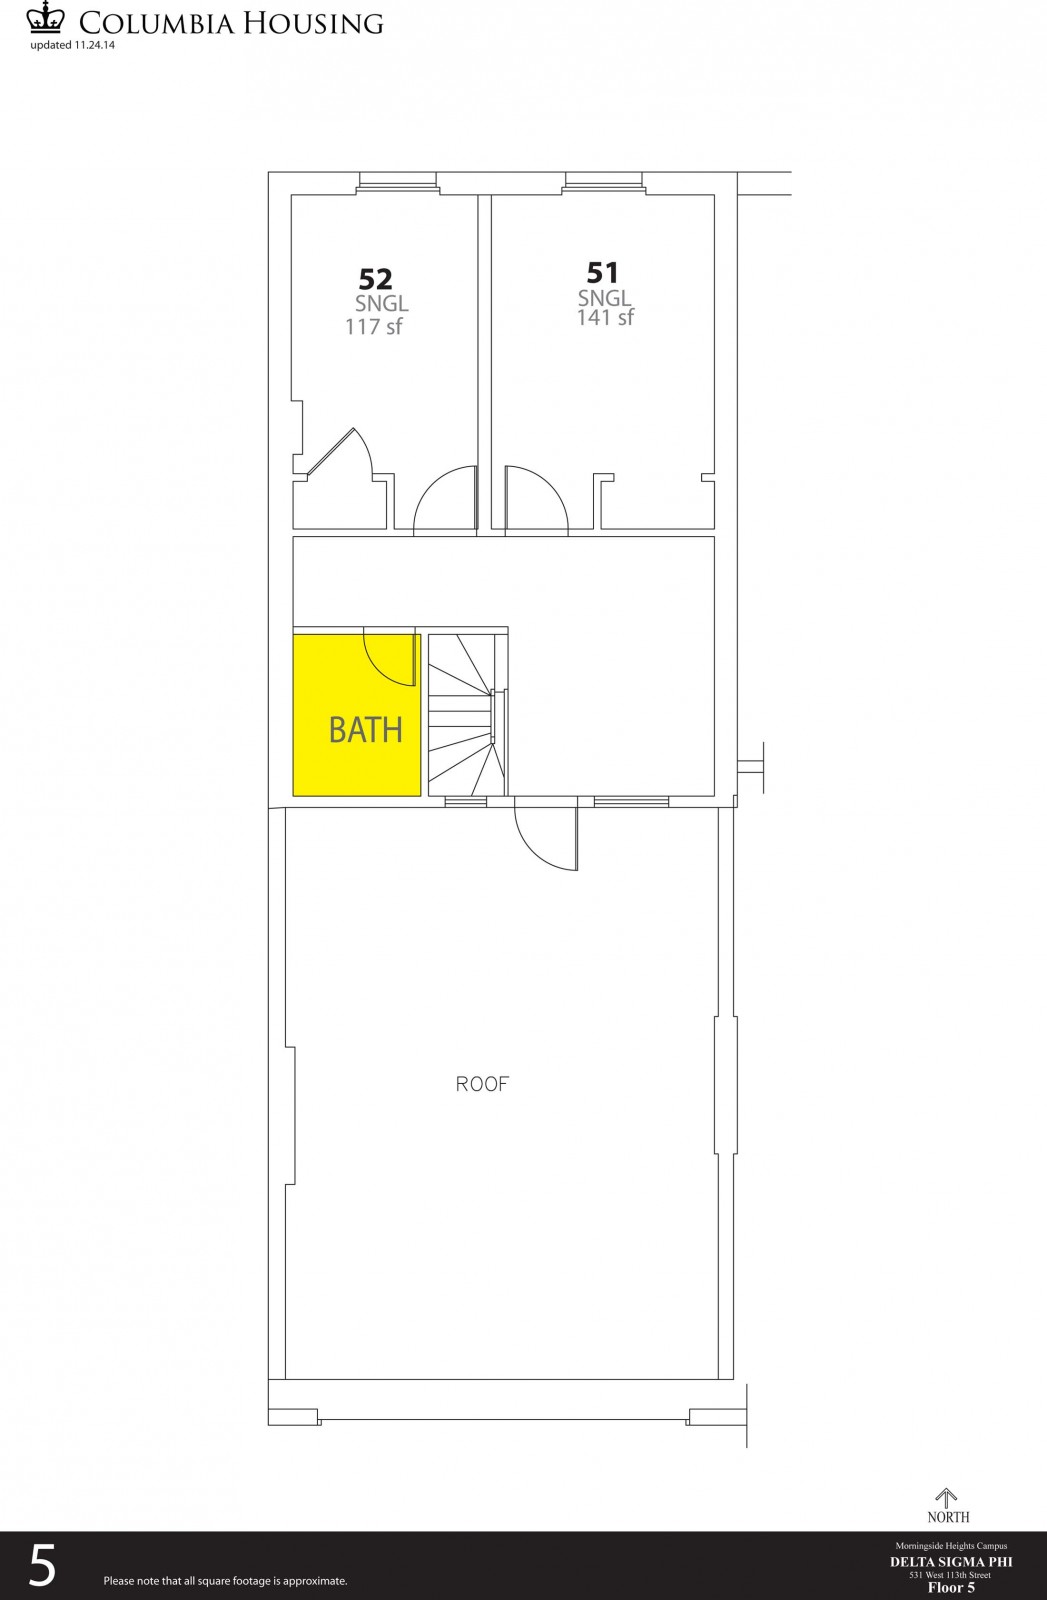 COLUMBIA HOUSING
updated 11.24.14
52
SNGL
117 sf
51
SNGL
141 sf
BATH
ROOF
NORTH
5
Please note that all square footage is approximate.
Morningside Heights Campus
DELTA SIGMA PHI
531 West 113th Street
Floor 5